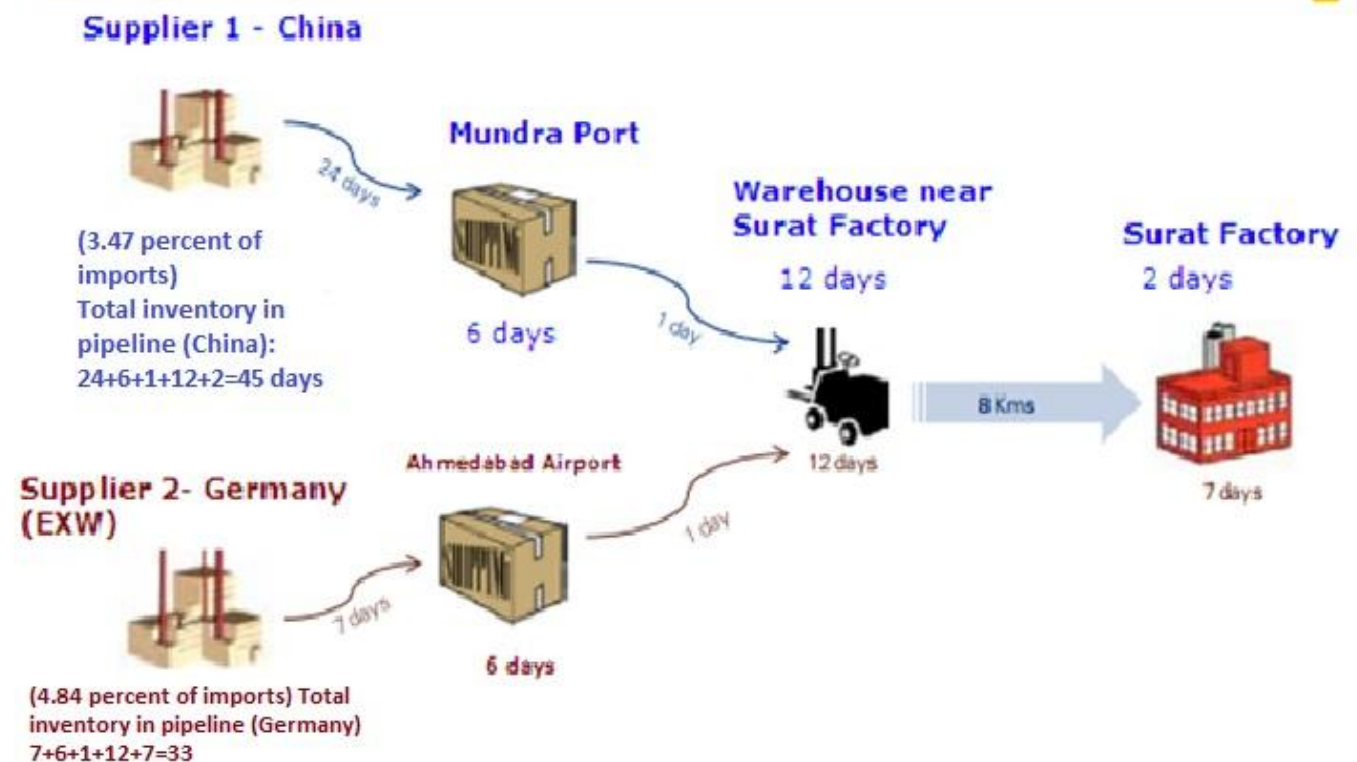 Supplier 1 - China
24 days
(3.47 percent of
imports)
Total inventory in
pipeline (China):
24+6+1+12+2=45 days
Mundra Port
6 days
1 day
Warehouse near
Surat Factory
12 days
12 days
8 Kms
Surat Factory
2 days
7 days
Supplier 2- Germany
(EXW)
7 days
(4.84 percent of imports) Total
inventory in pipeline (Germany)
7+6+1+12+7=33
Ahmedabad Airport
6 days
1 day